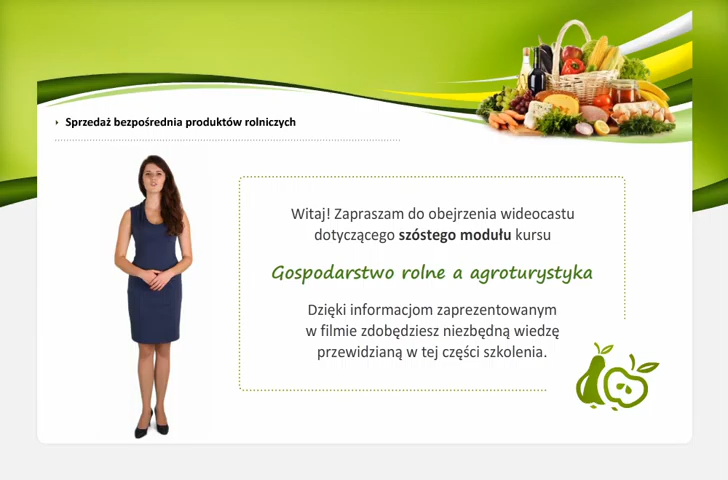 Sprzedaż bezpośrednia produktów rolniczych
Witaj! Zapraszam do obejrzenia wideocastu
dotyczącego szóstego modułu kursu
Gospodarstwo rolne a agroturystyka
Dzięki informacjom zaprezentowanym
w filmie zdobędziesz niezbędną wiedzę
przewidzianą w tej części szkolenia.